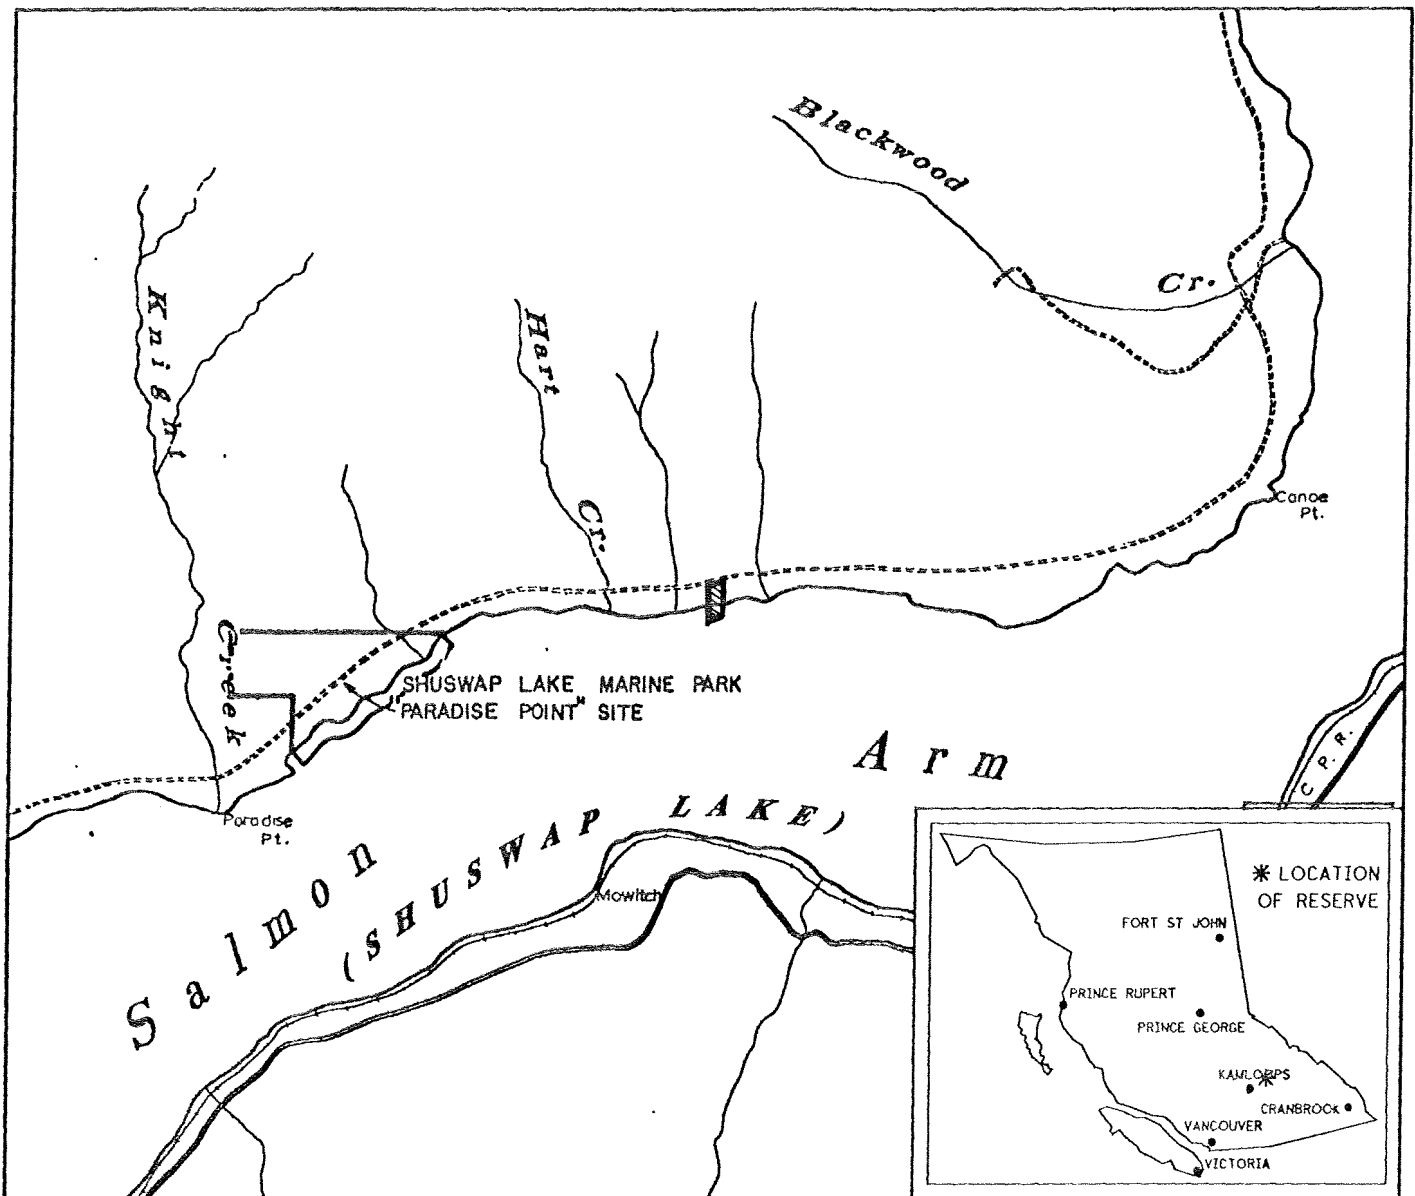 Blackwood
Cr.
Knight
Creek
Hart
Cr.
Canoe
Pt.
"SHUSWAP LAKE MARINE PARK
PARADISE POINT" SITE
Paradise
Pt.
Salmon Arm
(SHUSWAP LAKE)
C. P. R.
Mowitch
* LOCATION
OF RESERVE
FORT ST JOHN
PRINCE RUPERT
PRINCE GEORGE
KAMLOOPS
CRANBROOK
VANCOUVER
VICTORIA